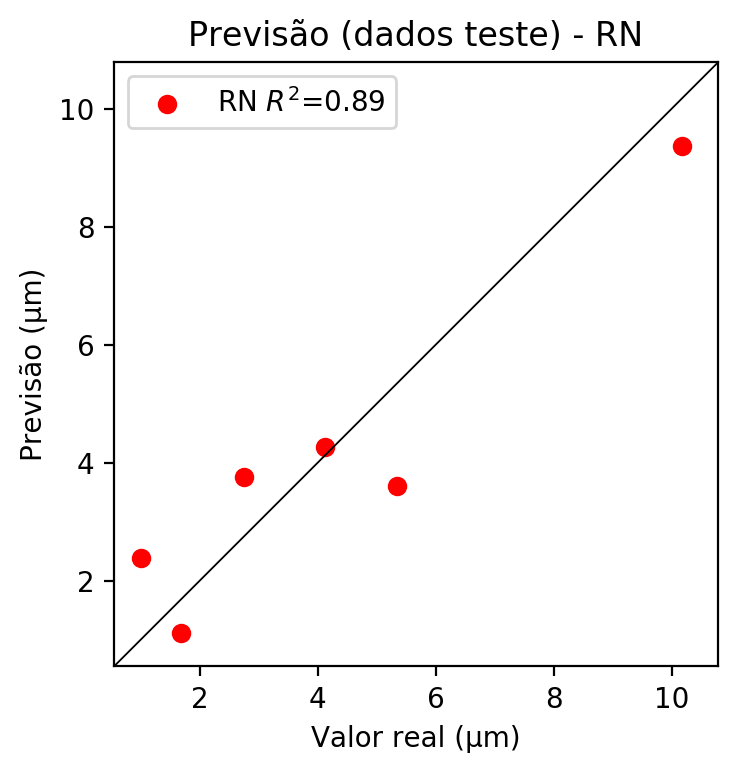 Previsão (dados teste) - RN
RN R²=0.89
10
8
6
4
2
Previsão (µm)
2 4 6 8 10
Valor real (µm)